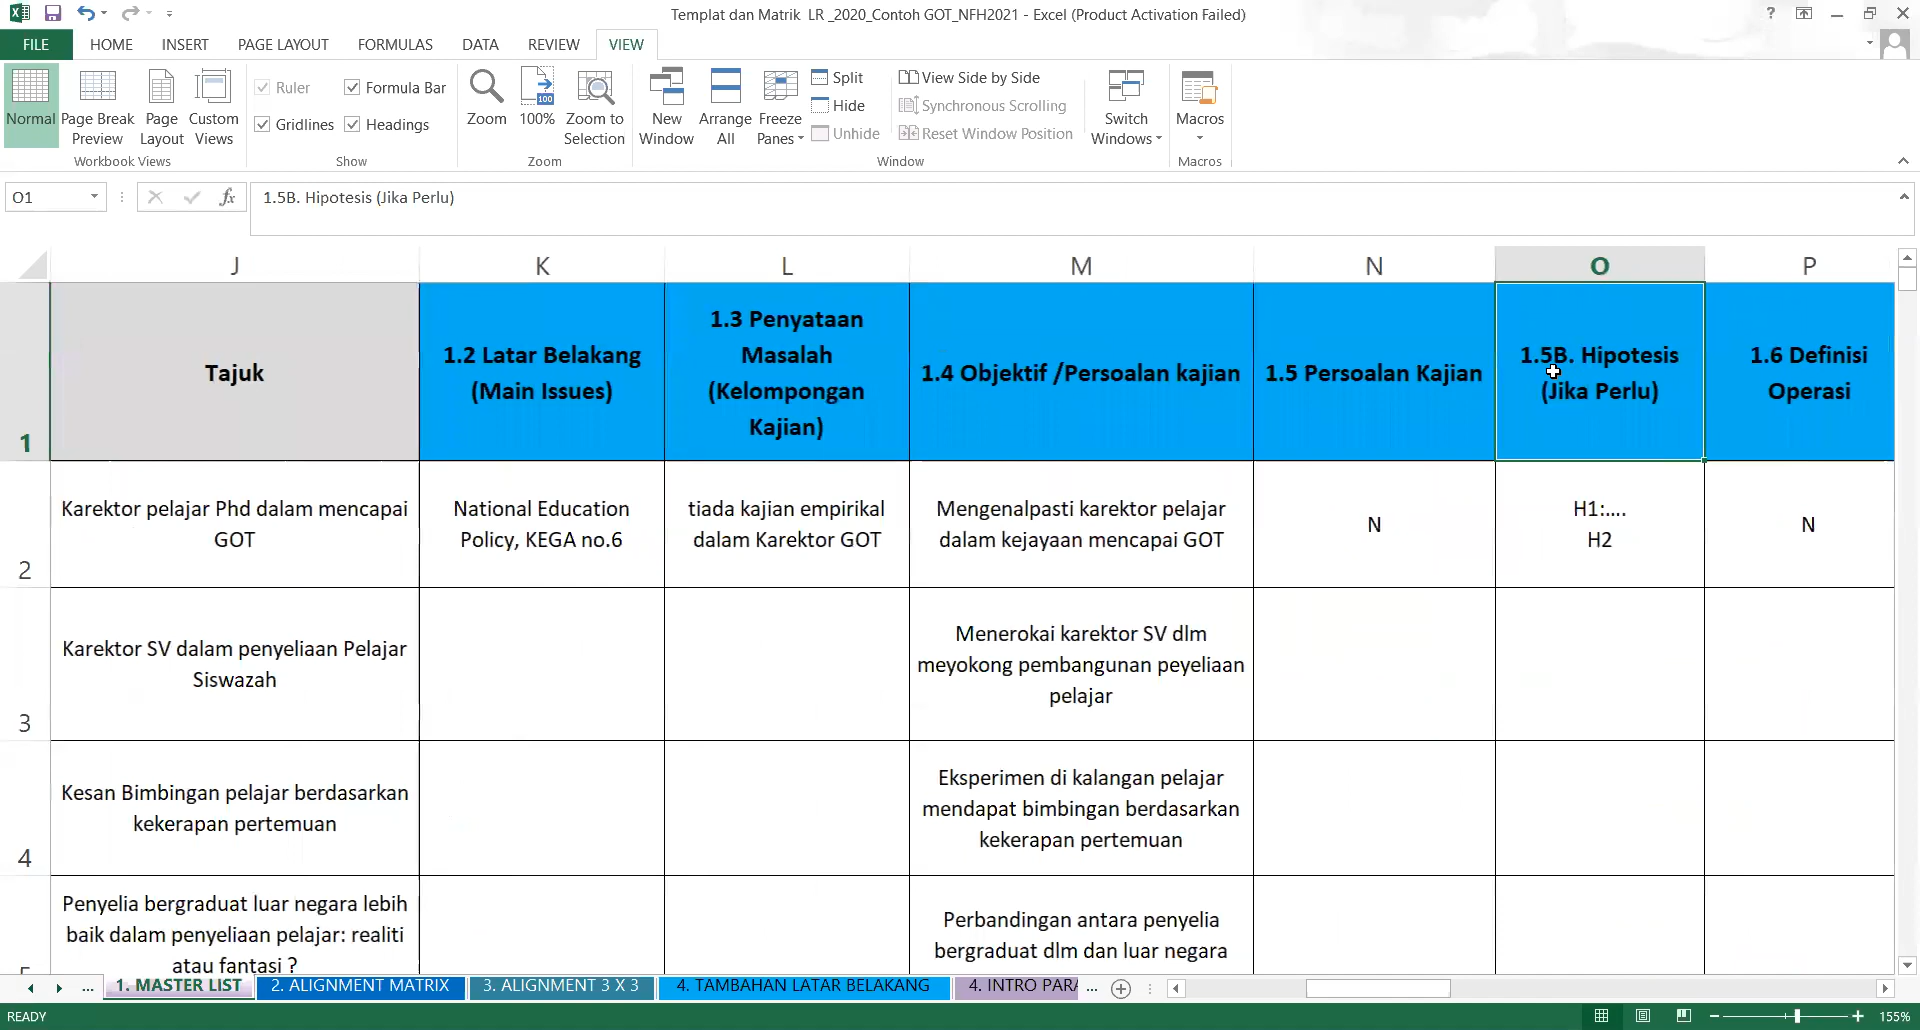 Templat dan Matrik LR _2020_Contoh GOT_NFH2021 - Excel (Product Activation Failed)
?
FILE HOME INSERT PAGE LAYOUT FORMULAS DATA REVIEW VIEW
Normal
Page Break Preview
Page Layout
Custom Views
Workbook Views
Ruler
Formula Bar
Gridlines
Headings
Show
Zoom
100%
Zoom to Selection
Zoom
New Window
Arrange All
Freeze Panes
Split
Hide
Unhide
View Side by Side
Synchronous Scrolling
Reset Window Position
Window
Switch Windows
Macros
Macros
O1
fx
1.5B. Hipotesis (Jika Perlu)
J K L M N O P
1
Tajuk
1.2 Latar Belakang
(Main Issues)
1.3 Penyataan
Masalah
(Kelompongan
Kajian)
1.4 Objektif /Persoalan kajian
1.5 Persoalan Kajian
1.5B. Hipotesis
(Jika Perlu)
1.6 Definisi
Operasi
2
Karektor pelajar Phd dalam mencapai
GOT
National Education
Policy, KEGA no.6
tiada kajian empirikal
dalam Karektor GOT
Mengenalpasti karektor pelajar
dalam kejayaan mencapai GOT
N
H1:....
H2
N
3
Karektor SV dalam penyeliaan Pelajar
Siswazah
Menerokai karektor SV dlm
meyokong pembangunan peyeliaan
pelajar
4
Kesan Bimbingan pelajar berdasarkan
kekerapan pertemuan
Eksperimen di kalangan pelajar
mendapat bimbingan berdasarkan
kekerapan pertemuan
5
Penyelia bergraduat luar negara lebih
baik dalam penyeliaan pelajar: realiti
atau fantasi ?
Perbandingan antara penyelia
bergraduat dlm dan luar negara
... 1. MASTER LIST 2. ALIGNMENT MATRIX 3. ALIGNMENT 3 X 3 4. TAMBAHAN LATAR BELAKANG 4. INTRO PARA ...
READY
155%